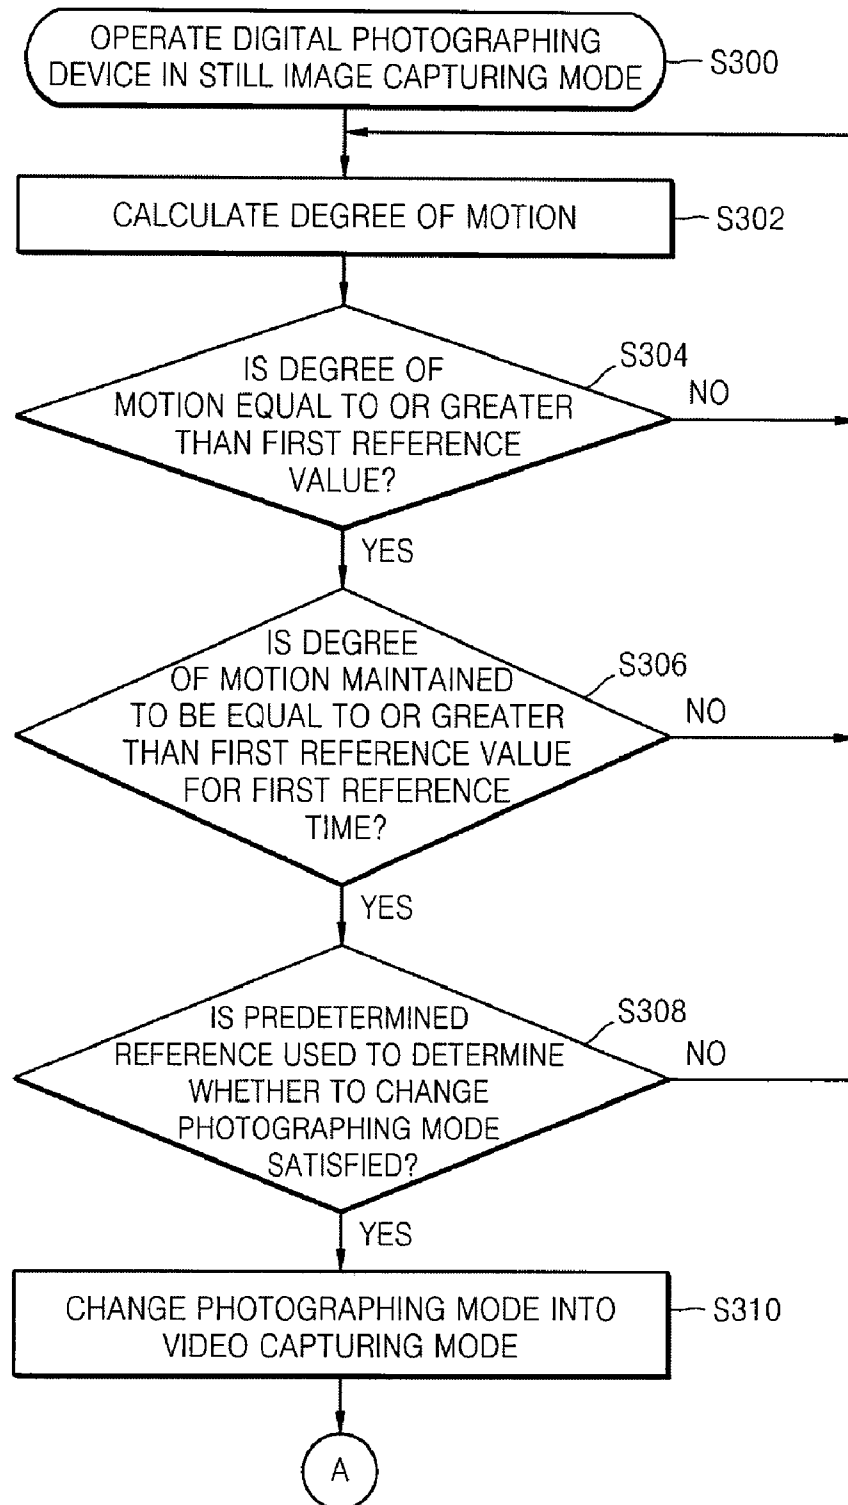 OPERATE DIGITAL PHOTOGRAPHING
DEVICE IN STILL IMAGE CAPTURING MODE
S300
CALCULATE DEGREE OF MOTION
S302
IS DEGREE OF
MOTION EQUAL TO OR GREATER
THAN FIRST REFERENCE
VALUE?
S304
NO
YES
IS DEGREE
OF MOTION MAINTAINED
TO BE EQUAL TO OR GREATER
THAN FIRST REFERENCE VALUE
FOR FIRST REFERENCE
TIME?
S306
NO
YES
IS PREDETERMINED
REFERENCE USED TO DETERMINE
WHETHER TO CHANGE
PHOTOGRAPHING MODE
SATISFIED?
S308
NO
YES
CHANGE PHOTOGRAPHING MODE INTO
VIDEO CAPTURING MODE
S310
A